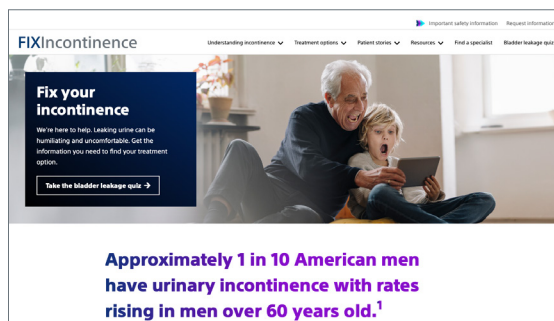 Important safety information Request Information
FIXIncontinence
Understanding incontinence Treatment options Patient stories Resources Find a specialist Bladder leakage quiz
Fix your
incontinence
We're here to help. Leaking urine can be
humiliating and uncomfortable. Get the
information you need to find your treatment
option.
Take the bladder leakage quiz →
Approximately 1 in 10 American men
have urinary incontinence with rates
rising in men over 60 years old.¹